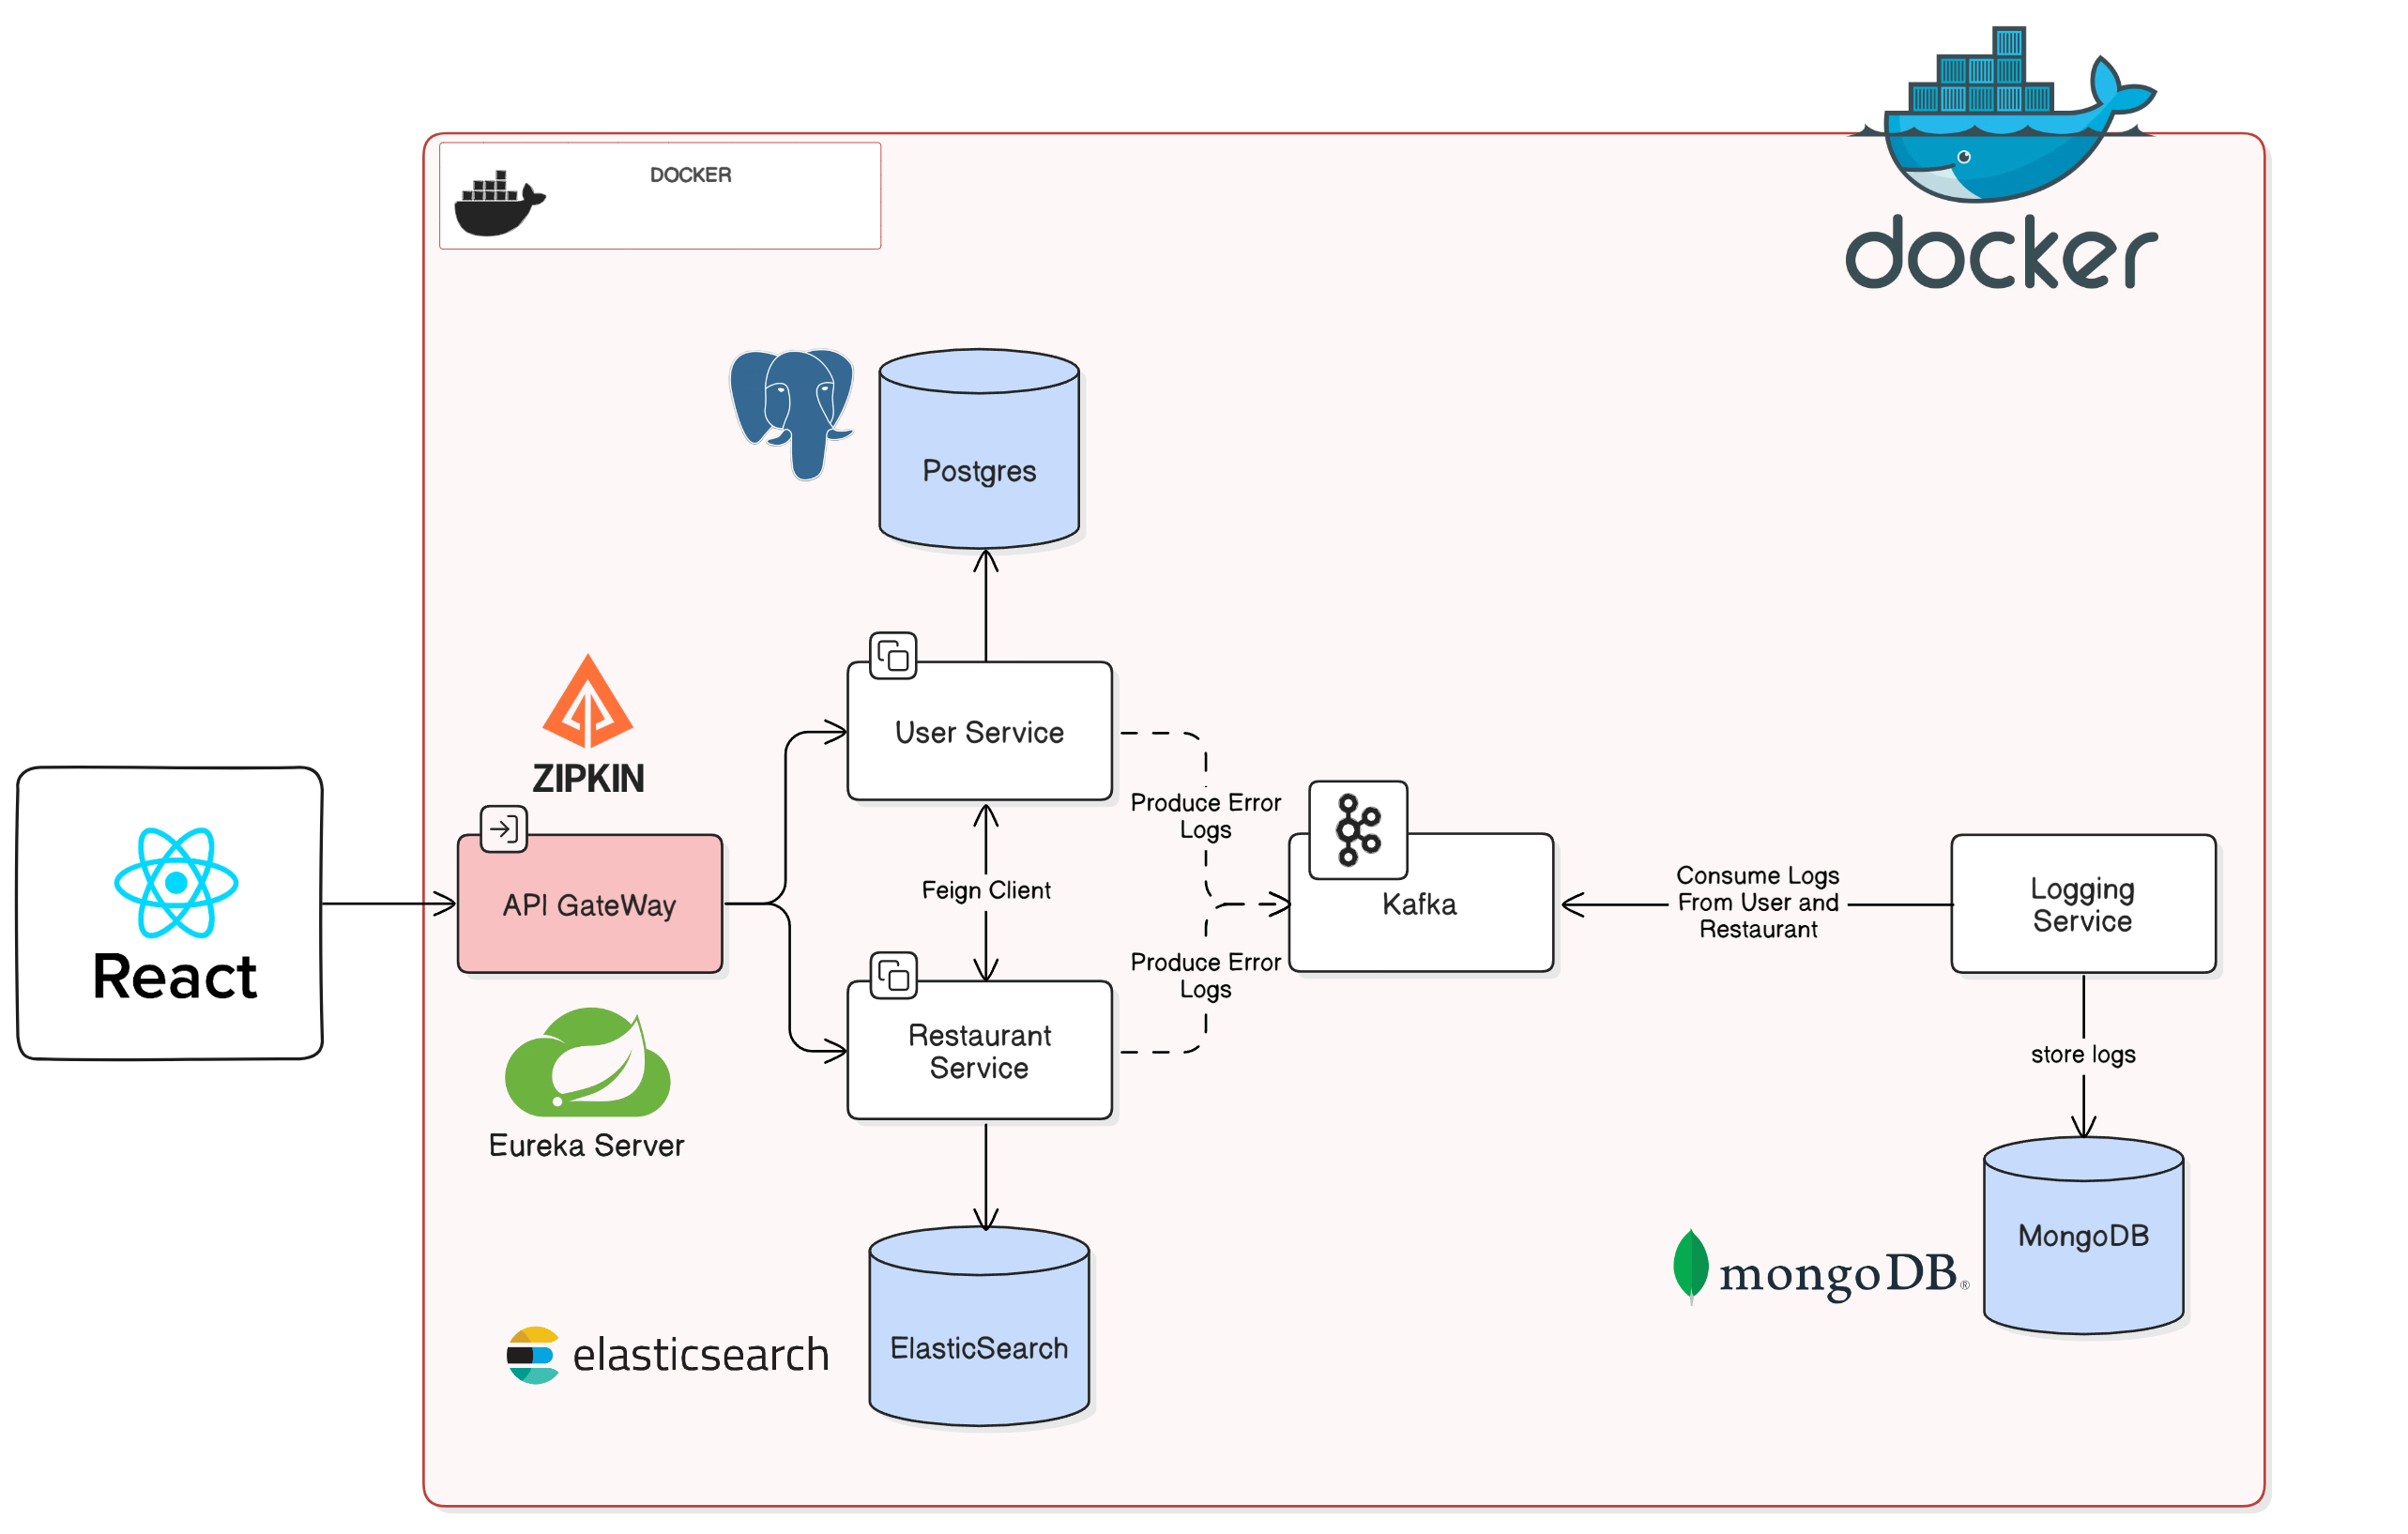 docker
DOCKER
Postgres
ZIPKIN
User Service
Produce Error
Logs
React
API GateWay
Feign Client
Kafka
Consume Logs
From User and
Restaurant
Logging
Service
Produce Error
Logs
Restaurant
Service
store logs
Eureka Server
MongoDB
mongoDB®
ElasticSearch
elasticsearch